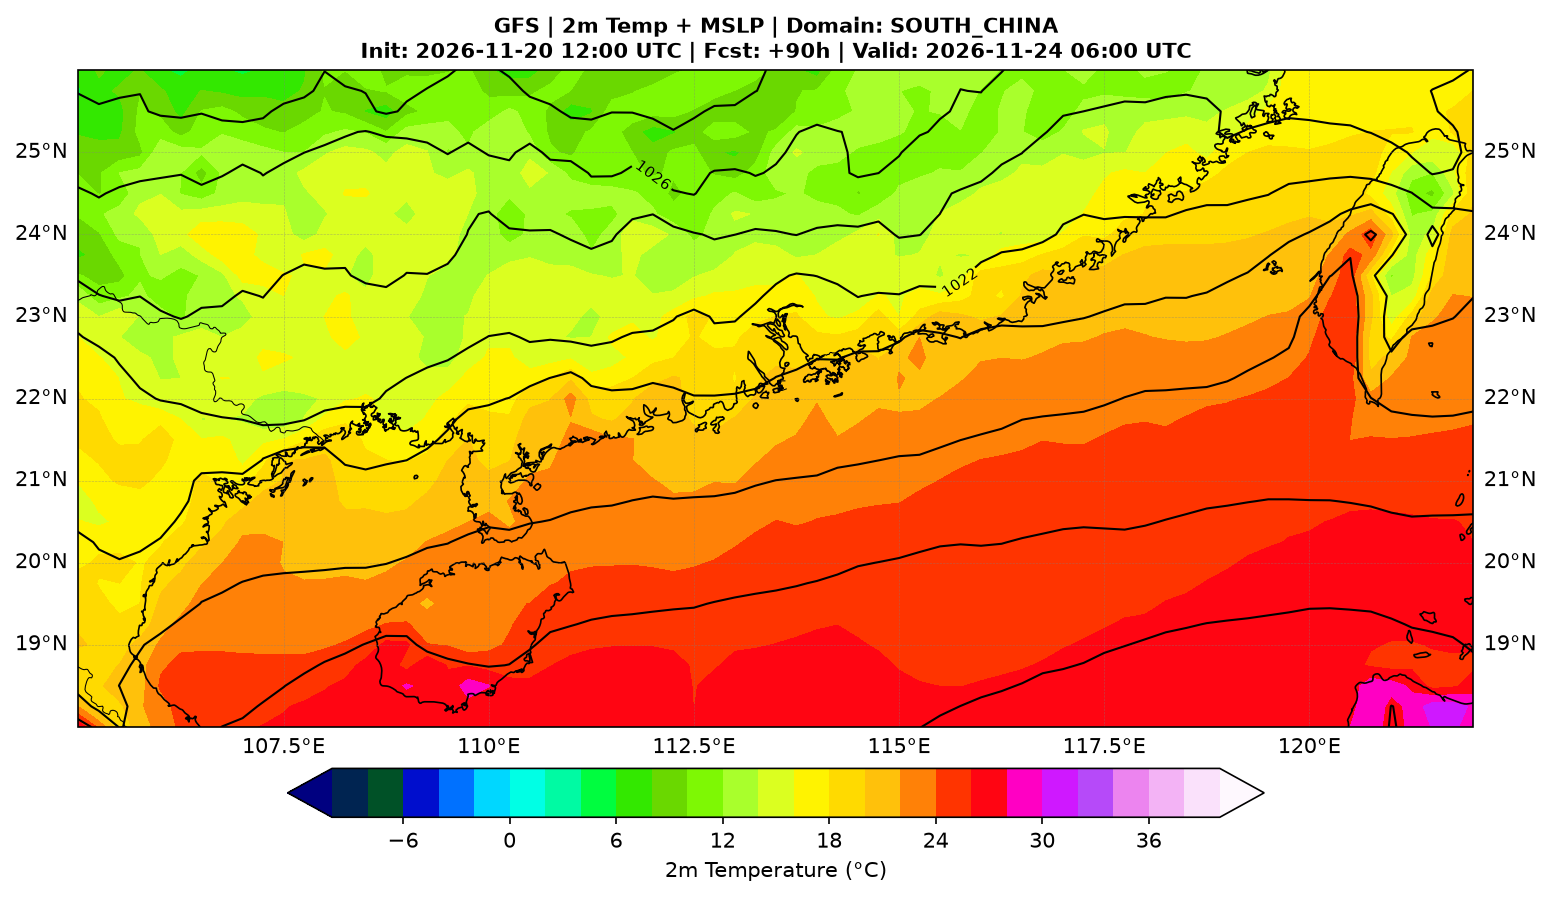 GFS | 2m Temp + MSLP | Domain: SOUTH_CHINA
Init: 2026-11-20 12:00 UTC | Fcst: +90h | Valid: 2026-11-24 06:00 UTC
25°N 25°N
1026
24°N 24°N
1022
23°N 23°N
22°N 22°N
21°N 21°N
20°N 20°N
19°N 19°N
107.5°E 110°E 112.5°E 115°E 117.5°E 120°E
−6 0 6 12 18 24 30 36
2m Temperature (°C)